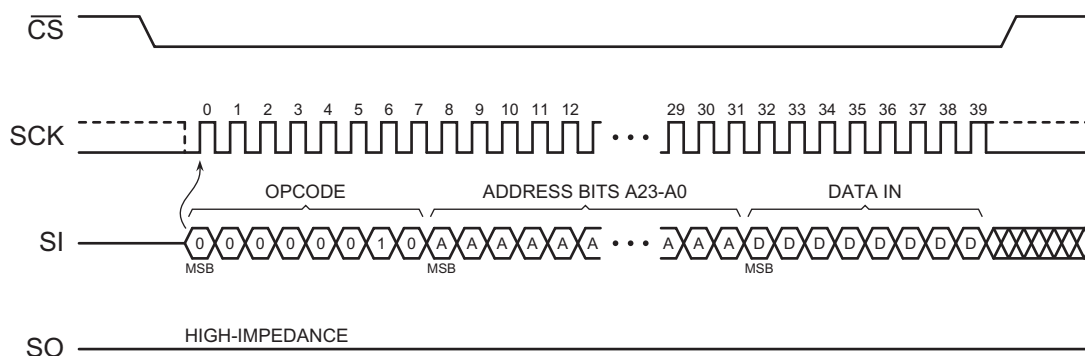 CS
0 1 2 3 4 5 6 7 8 9 10 11 12 29 30 31 32 33 34 35 36 37 38 39
SCK
OPCODE ADDRESS BITS A23-A0 DATA IN
SI 0 0 0 0 0 0 1 0 A A A A A A • • • A A A D D D D D D D D
MSB MSB MSB
HIGH-IMPEDANCE
SO